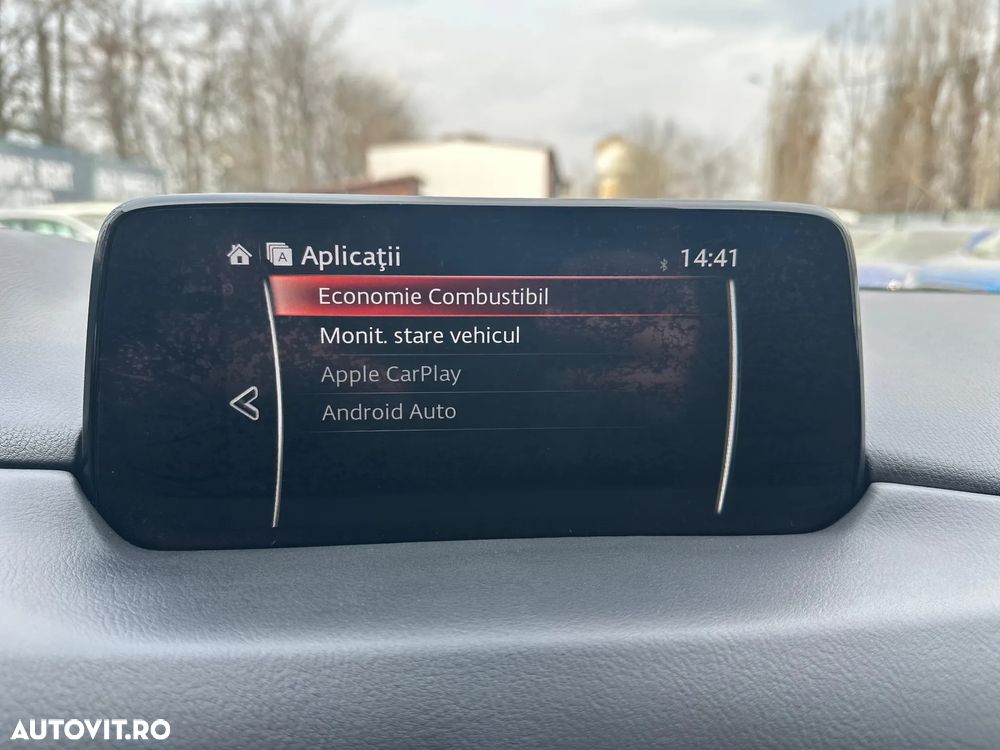 Aplicaţii
14:41
Economie Combustibil
Monit. stare vehicul
Apple CarPlay
Android Auto
AUTOVIT.RO